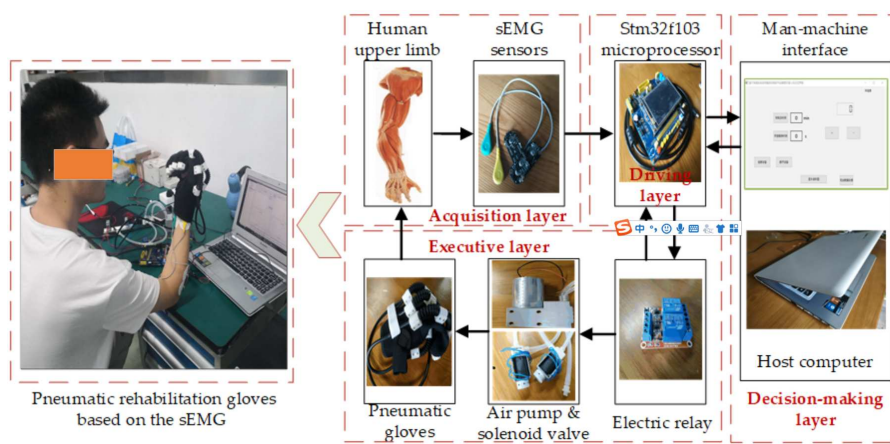 Human
upper limb
sEMG
sensors
Stm32f103
microprocessor
Man-machine
interface
Driving
layer
Acquisition layer
中
Executive layer
Pneumatic rehabilitation gloves
based on the sEMG
Pneumatic
gloves
Air pump &
solenoid valve
Electric relay
Host computer
Decision-making
layer